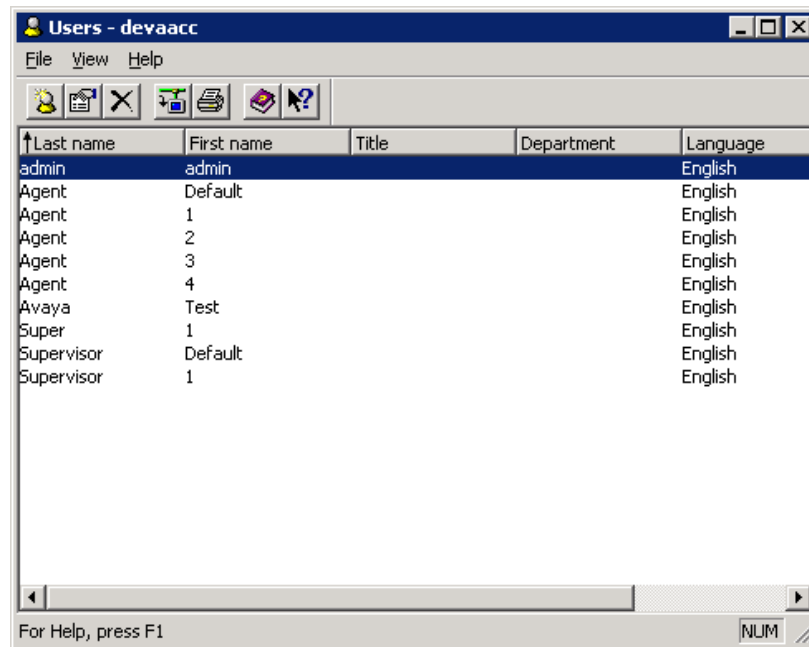 Users - devaacc
File View Help
Last name First name Title Department Language
admin admin English
Agent Default English
Agent 1 English
Agent 2 English
Agent 3 English
Agent 4 English
Avaya Test English
Super 1 English
Supervisor Default English
Supervisor 1 English
For Help, press F1 NUM